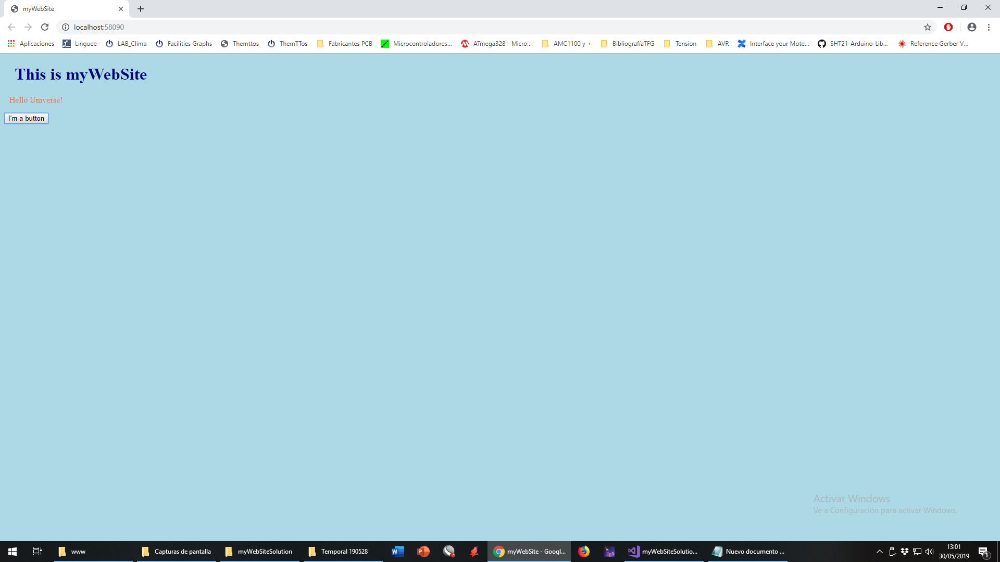 myWebSite
localhost:58090
Aplicaciones Linguee LAB_Clima Facilities Graphs Themttos ThemTTos Fabricantes PCB Microcontroladores... ATmega328 - Micro... AMC1100 y + BibliografíaTFG Tension AVR Interface your Mote... SHT21-Arduino-Lib... Reference Gerber V...
This is myWebSite
Hello Universe!
I'm a button
Activar Windows
Ve a Configuración para activar Windows.
www Capturas de pantalla myWebSiteSolution Temporal 190528 myWebSite - Googl... myWebSiteSolutio... Nuevo documento ...
13:01
30/05/2019
1